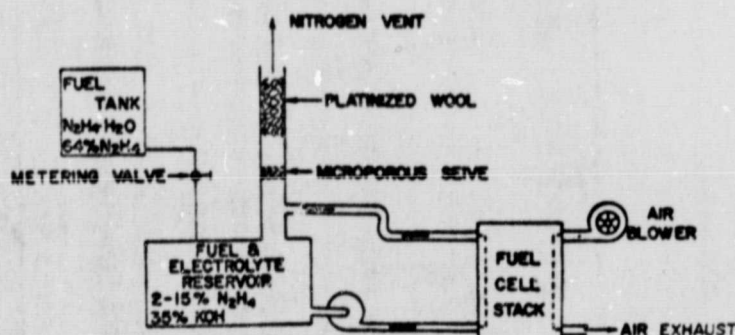 NITROGEN VENT
FUEL
TANK
N₂H₄·H₂O
64%N₂H₄
PLATINIZED WOOL
METERING VALVE
MICROPOROUS SEIVE
AIR
BLOWER
FUEL &
ELECTROLYTE
RESERVOIR
2-15% N₂H₄
35% KOH
FUEL
CELL
STACK
AIR EXHAUST